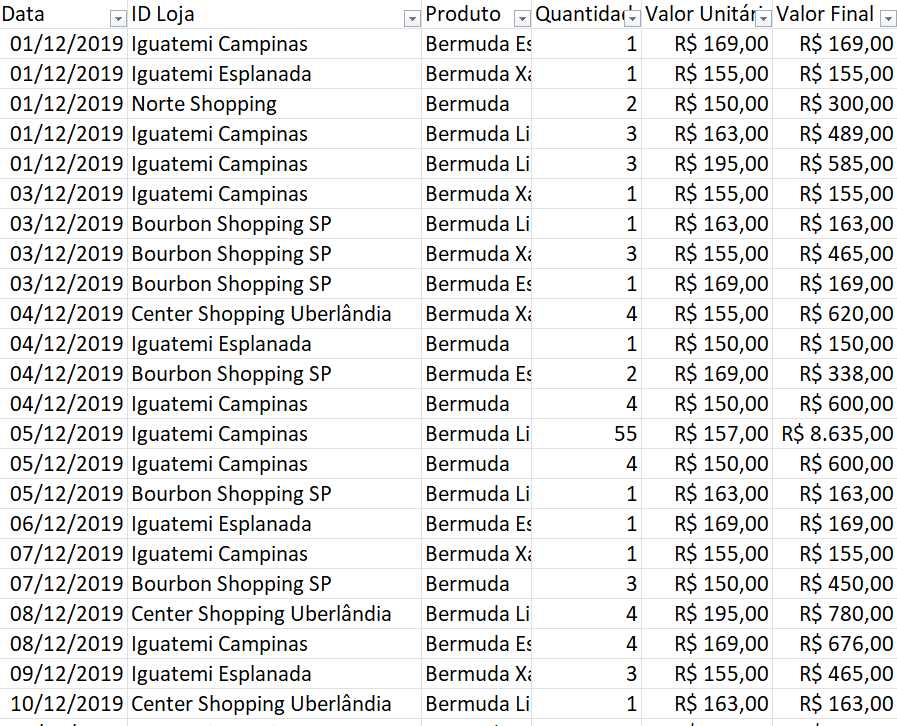 Data ID Loja Produto Quantidad Valor Unitári Valor Final
01/12/2019 Iguatemi Campinas Bermuda Es 1 R$ 169,00 R$ 169,00
01/12/2019 Iguatemi Esplanada Bermuda Xa 1 R$ 155,00 R$ 155,00
01/12/2019 Norte Shopping Bermuda 2 R$ 150,00 R$ 300,00
01/12/2019 Iguatemi Campinas Bermuda Li 3 R$ 163,00 R$ 489,00
01/12/2019 Iguatemi Campinas Bermuda Li 3 R$ 195,00 R$ 585,00
03/12/2019 Iguatemi Campinas Bermuda Xa 1 R$ 155,00 R$ 155,00
03/12/2019 Bourbon Shopping SP Bermuda Li 1 R$ 163,00 R$ 163,00
03/12/2019 Bourbon Shopping SP Bermuda Xa 3 R$ 155,00 R$ 465,00
03/12/2019 Bourbon Shopping SP Bermuda Es 1 R$ 169,00 R$ 169,00
04/12/2019 Center Shopping Uberlândia Bermuda Xa 4 R$ 155,00 R$ 620,00
04/12/2019 Iguatemi Esplanada Bermuda 1 R$ 150,00 R$ 150,00
04/12/2019 Bourbon Shopping SP Bermuda Es 2 R$ 169,00 R$ 338,00
04/12/2019 Iguatemi Campinas Bermuda 4 R$ 150,00 R$ 600,00
05/12/2019 Iguatemi Campinas Bermuda Li 55 R$ 157,00 R$ 8.635,00
05/12/2019 Iguatemi Campinas Bermuda 4 R$ 150,00 R$ 600,00
05/12/2019 Bourbon Shopping SP Bermuda Li 1 R$ 163,00 R$ 163,00
06/12/2019 Iguatemi Esplanada Bermuda Es 1 R$ 169,00 R$ 169,00
07/12/2019 Iguatemi Campinas Bermuda Xa 1 R$ 155,00 R$ 155,00
07/12/2019 Bourbon Shopping SP Bermuda 3 R$ 150,00 R$ 450,00
08/12/2019 Center Shopping Uberlândia Bermuda Li 4 R$ 195,00 R$ 780,00
08/12/2019 Iguatemi Campinas Bermuda Es 4 R$ 169,00 R$ 676,00
09/12/2019 Iguatemi Esplanada Bermuda Xa 3 R$ 155,00 R$ 465,00
10/12/2019 Center Shopping Uberlândia Bermuda Li 1 R$ 163,00 R$ 163,00